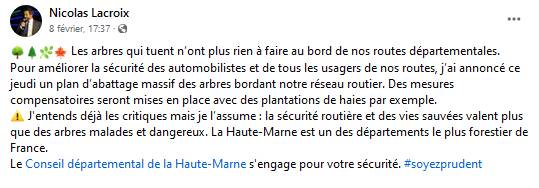 Nicolas Lacroix
8 février, 17:37 ·
🌳🌲🌿🍁 Les arbres qui tuent n'ont plus rien à faire au bord de nos routes départementales.
Pour améliorer la sécurité des automobilistes et de tous les usagers de nos routes, j'ai annoncé ce
jeudi un plan d'abattage massif des arbres bordant notre réseau routier. Des mesures
compensatoires seront mises en place avec des plantations de haies par exemple.
⚠️ J'entends déjà les critiques mais je l'assume : la sécurité routière et des vies sauvées valent plus
que des arbres malades et dangereux. La Haute-Marne est un des départements le plus forestier de
France.
Le Conseil départemental de la Haute-Marne s'engage pour votre sécurité. #soyezprudent